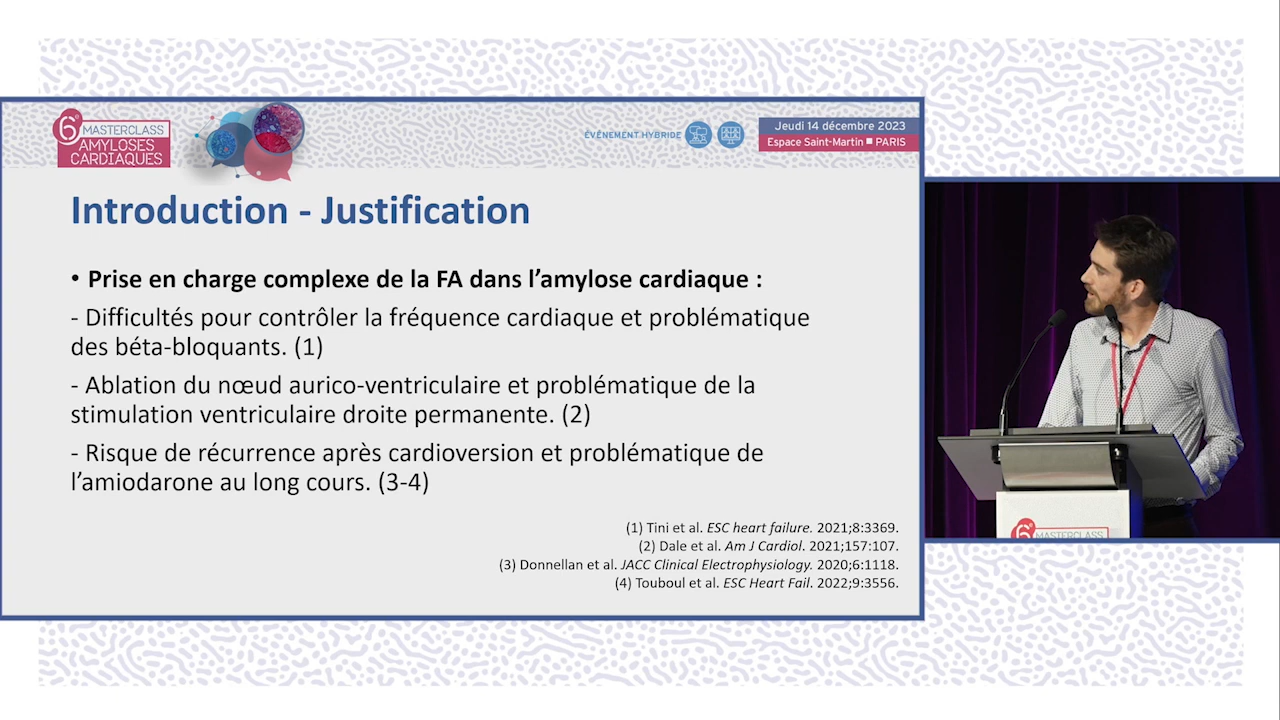 6e
MASTERCLASS
AMYLOSES
CARDIAQUES
ÉVÉNEMENT HYBRIDE
Jeudi 14 décembre 2023
Espace Saint-Martin ■ PARIS
Introduction - Justification
• Prise en charge complexe de la FA dans l’amylose cardiaque :
- Difficultés pour contrôler la fréquence cardiaque et problématique
des béta-bloquants. (1)
- Ablation du nœud aurico-ventriculaire et problématique de la
stimulation ventriculaire droite permanente. (2)
- Risque de récurrence après cardioversion et problématique de
l’amiodarone au long cours. (3-4)
(1) Tini et al. ESC heart failure. 2021;8:3369.
(2) Dale et al. Am J Cardiol. 2021;157:107.
(3) Donnellan et al. JACC Clinical Electrophysiology. 2020;6:1118.
(4) Touboul et al. ESC Heart Fail. 2022;9:3556.
6e
MASTERCLASS